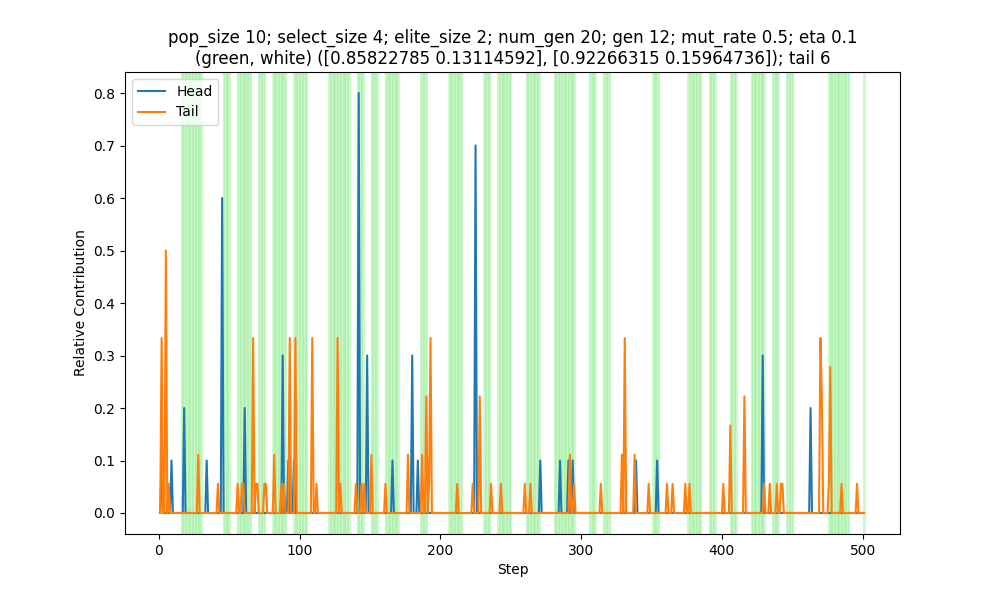 pop_size 10; select_size 4; elite_size 2; num_gen 20; gen 12; mut_rate 0.5; eta 0.1
(green, white) ([0.85822785 0.13114592], [0.92266315 0.15964736]); tail 6
Head
Tail
0.8
0.7
0.6
0.5
0.4
0.3
0.2
0.1
0.0
Relative Contribution
0
100
200
300
400
500
Step